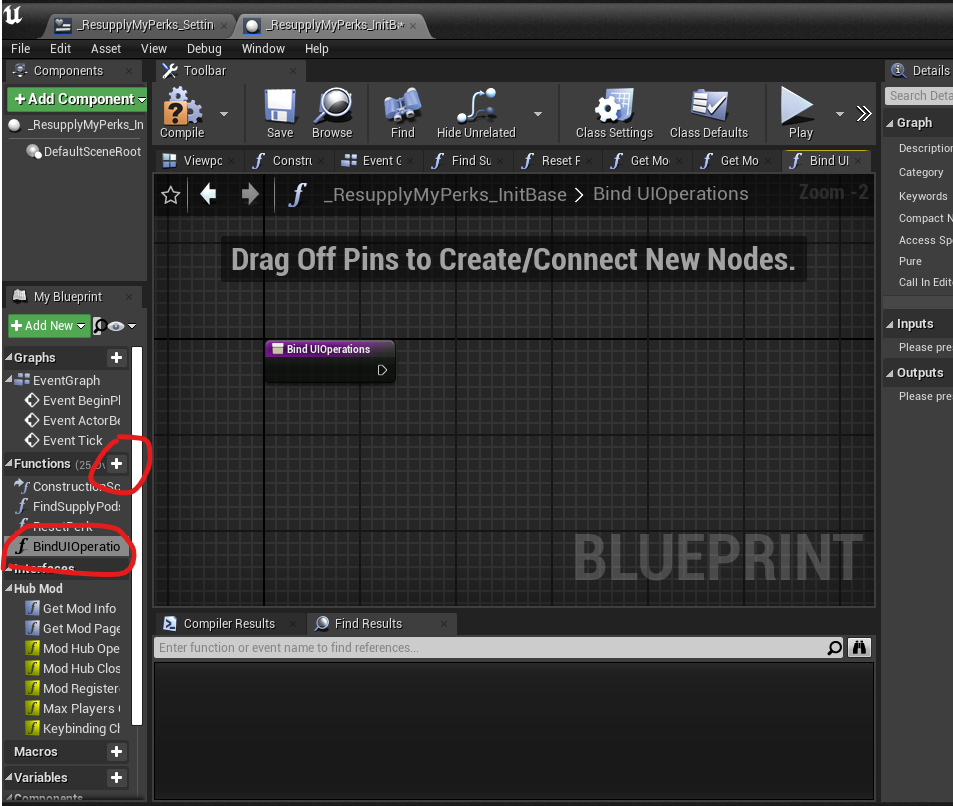 _ResupplyMyPerks_Settin
_ResupplyMyPerks_InitB
File Edit Asset View Debug Window Help
Components
Toolbar
Details
+Add Component
_ResupplyMyPerks_In
DefaultSceneRoot
Compile
Save
Browse
Find
Hide Unrelated
Class Settings
Class Defaults
Play
Search Deta
Graph
Description
Category
Keywords
Compact N
Access Spe
Pure
Call In Edit
Inputs
Please pre
Outputs
Please pre
Viewpo
Constru
Event G
Find Su
Reset P
Get Mo
Get Mo
Bind UI
_ResupplyMyPerks_InitBase > Bind UIOperations
Zoom -2
Drag Off Pins to Create/Connect New Nodes.
Bind UIOperations
BLUEPRINT
My Blueprint
+Add New
Graphs
EventGraph
Event BeginPl
Event ActorBe
Event Tick
Functions (25 Ov
ConstructionSc
FindSupplyPods
ResetPerk
BindUIOperatio
Interfaces
Hub Mod
Get Mod Info
Get Mod Page
Mod Hub Ope
Mod Hub Clos
Mod Register
Max Players
Keybinding Ch
Macros
Variables
Components
Compiler Results
Find Results
Enter function or event name to find references...